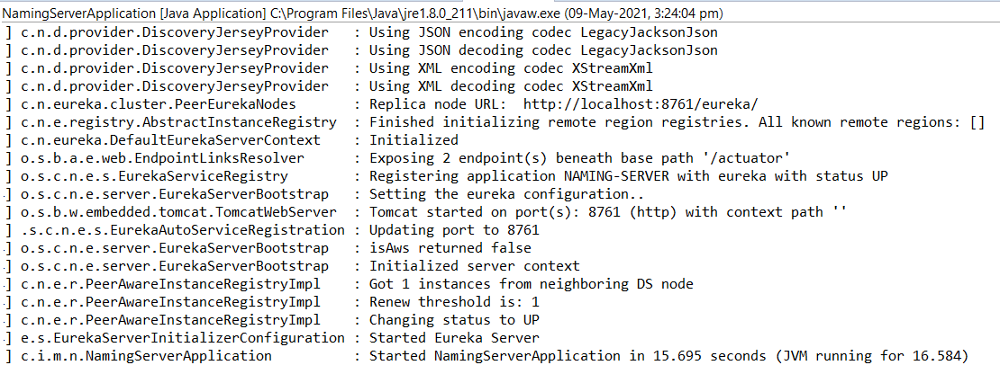 NamingServerApplication [Java Application] C:\Program Files\Java\jre1.8.0_211\bin\javaw.exe (09-May-2021, 3:24:04 pm)
] c.n.d.provider.DiscoveryJerseyProvider   : Using JSON encoding codec LegacyJacksonJson
] c.n.d.provider.DiscoveryJerseyProvider   : Using JSON decoding codec LegacyJacksonJson
] c.n.d.provider.DiscoveryJerseyProvider   : Using XML encoding codec XStreamXml
] c.n.d.provider.DiscoveryJerseyProvider   : Using XML decoding codec XStreamXml
] c.n.eureka.cluster.PeerEurekaNodes       : Replica node URL:  http://localhost:8761/eureka/
] c.n.e.registry.AbstractInstanceRegistry  : Finished initializing remote region registries. All known remote regions: []
] c.n.eureka.DefaultEurekaServerContext    : Initialized
] o.s.b.a.e.web.EndpointLinksResolver      : Exposing 2 endpoint(s) beneath base path '/actuator'
] o.s.c.n.e.s.EurekaServiceRegistry        : Registering application NAMING-SERVER with eureka with status UP
] o.s.c.n.e.server.EurekaServerBootstrap   : Setting the eureka configuration..
] o.s.b.w.embedded.tomcat.TomcatWebServer  : Tomcat started on port(s): 8761 (http) with context path ''
] .s.c.n.e.s.EurekaAutoServiceRegistration : Updating port to 8761
] o.s.c.n.e.server.EurekaServerBootstrap   : isAws returned false
] o.s.c.n.e.server.EurekaServerBootstrap   : Initialized server context
] c.n.e.r.PeerAwareInstanceRegistryImpl    : Got 1 instances from neighboring DS node
] c.n.e.r.PeerAwareInstanceRegistryImpl    : Renew threshold is: 1
] c.n.e.r.PeerAwareInstanceRegistryImpl    : Changing status to UP
] e.s.EurekaServerInitializerConfiguration : Started Eureka Server
] c.i.m.n.NamingServerApplication          : Started NamingServerApplication in 15.695 seconds (JVM running for 16.584)